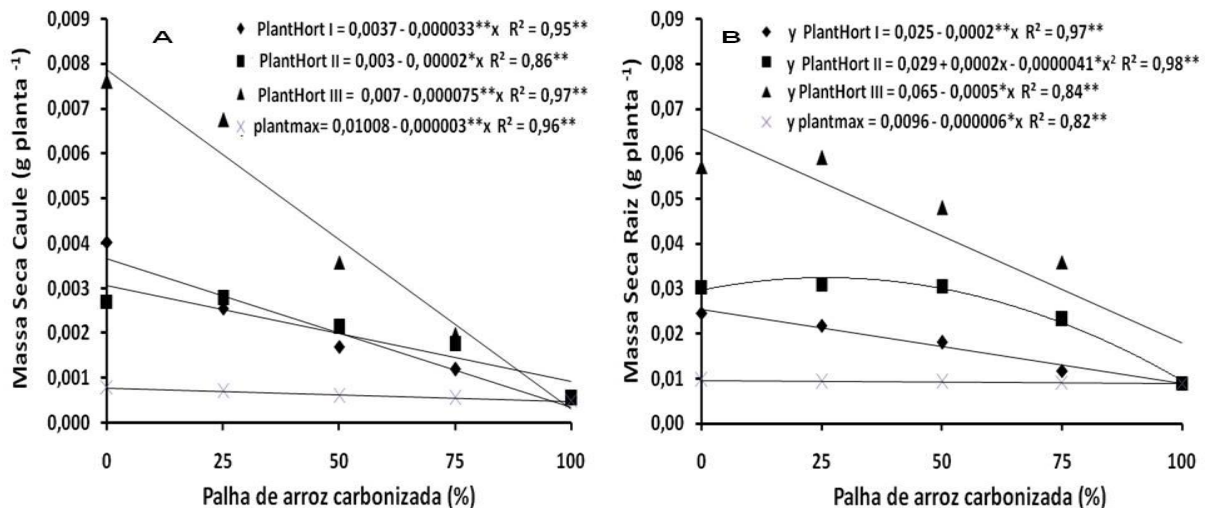 A
PlantHort I = 0,0037 - 0,000033**x R² = 0,95**
PlantHort II = 0,003 - 0,00002*x R² = 0,86**
PlantHort III = 0,007 - 0,000075**x R² = 0,97**
plantmax= 0,01008 - 0,000003**x R² = 0,96**
Massa Seca Caule (g planta ⁻¹)
0,009
0,008
0,007
0,006
0,005
0,004
0,003
0,002
0,001
0,000
0 25 50 75 100
Palha de arroz carbonizada (%)
B
y PlantHort I = 0,025 - 0,0002**x R² = 0,97**
y PlantHort II = 0,029 + 0,0002x - 0,0000041*x² R² = 0,98**
y PlantHort III = 0,065 - 0,0005*x R² = 0,84**
y plantmax = 0,0096 - 0,000006*x R² = 0,82**
Massa Seca Raiz (g planta ⁻¹)
0,09
0,08
0,07
0,06
0,05
0,04
0,03
0,02
0,01
0,00
0 25 50 75 100
Palha de arroz carbonizada (%)